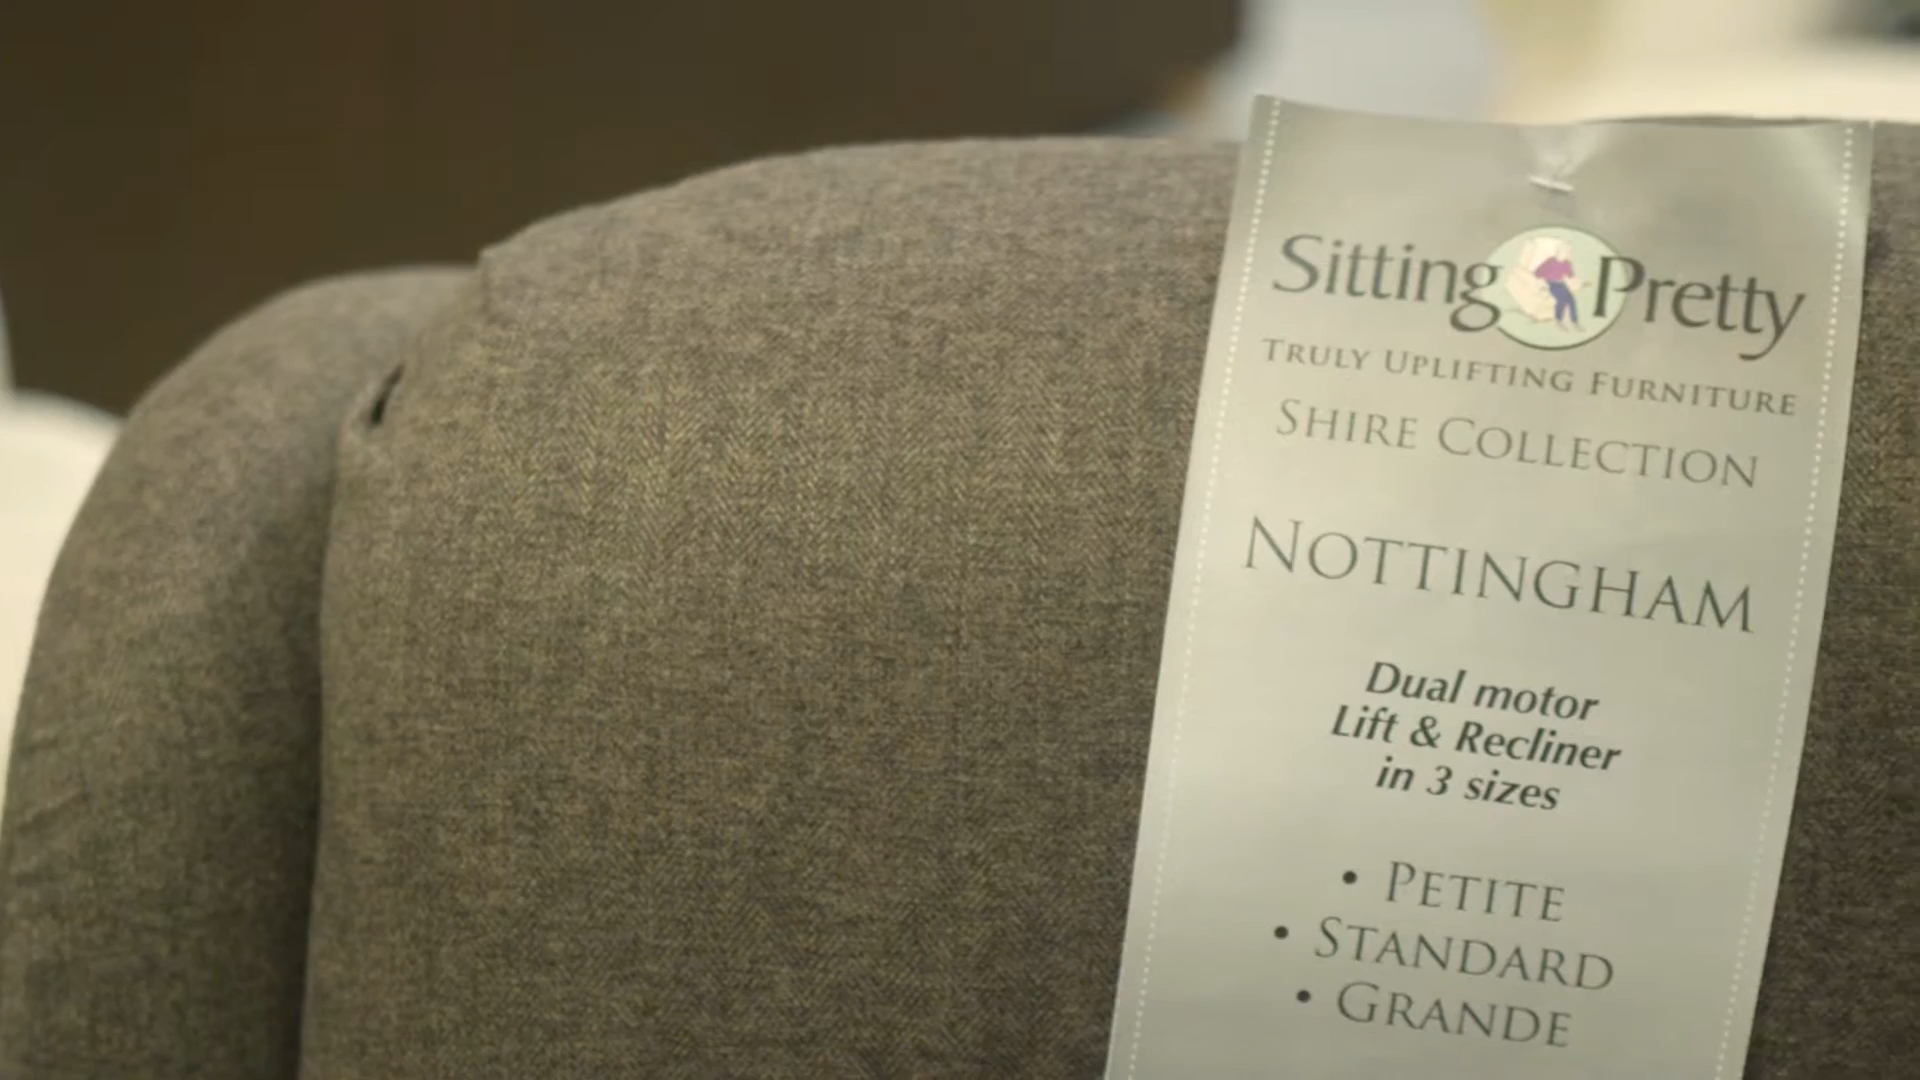 Sitting Pretty
TRULY UPLIFTING FURNITURE
SHIRE COLLECTION
NOTTINGHAM
Dual motor
Lift & Recliner
in 3 sizes
• PETITE
• STANDARD
• GRANDE